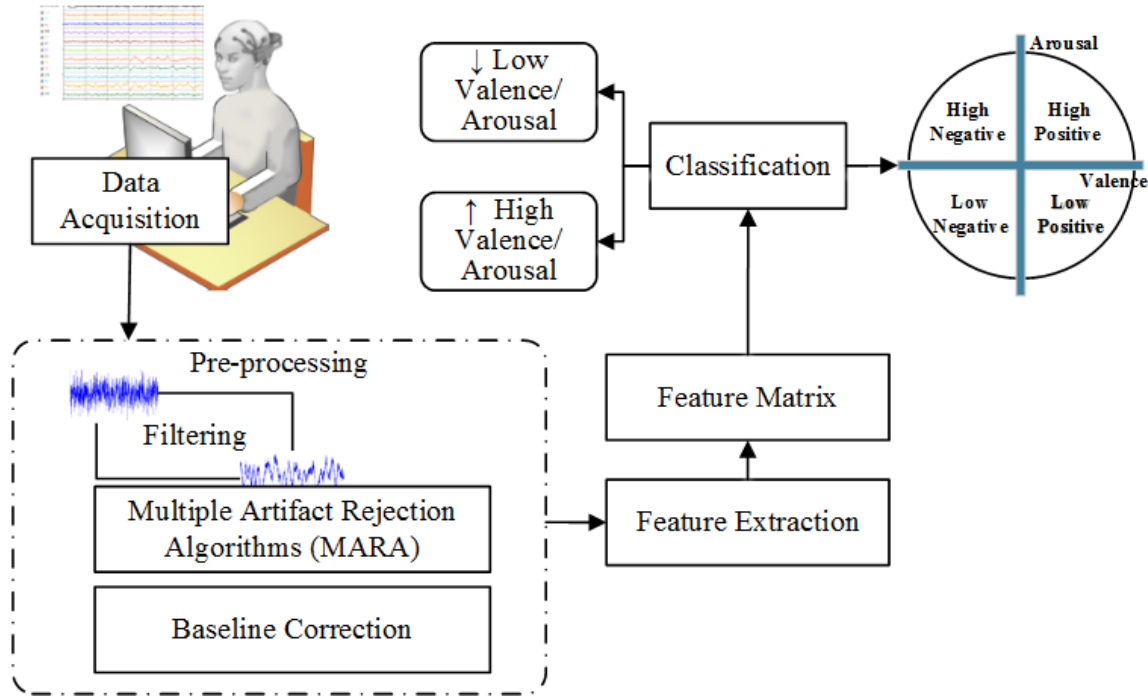 Data
Acquisition
↓ Low
Valence/
Arousal
↑ High
Valence/
Arousal
Classification
Arousal
High
Negative
High
Positive
Valence
Low
Negative
Low
Positive
Pre-processing
Filtering
Multiple Artifact Rejection
Algorithms (MARA)
Baseline Correction
Feature Matrix
Feature Extraction